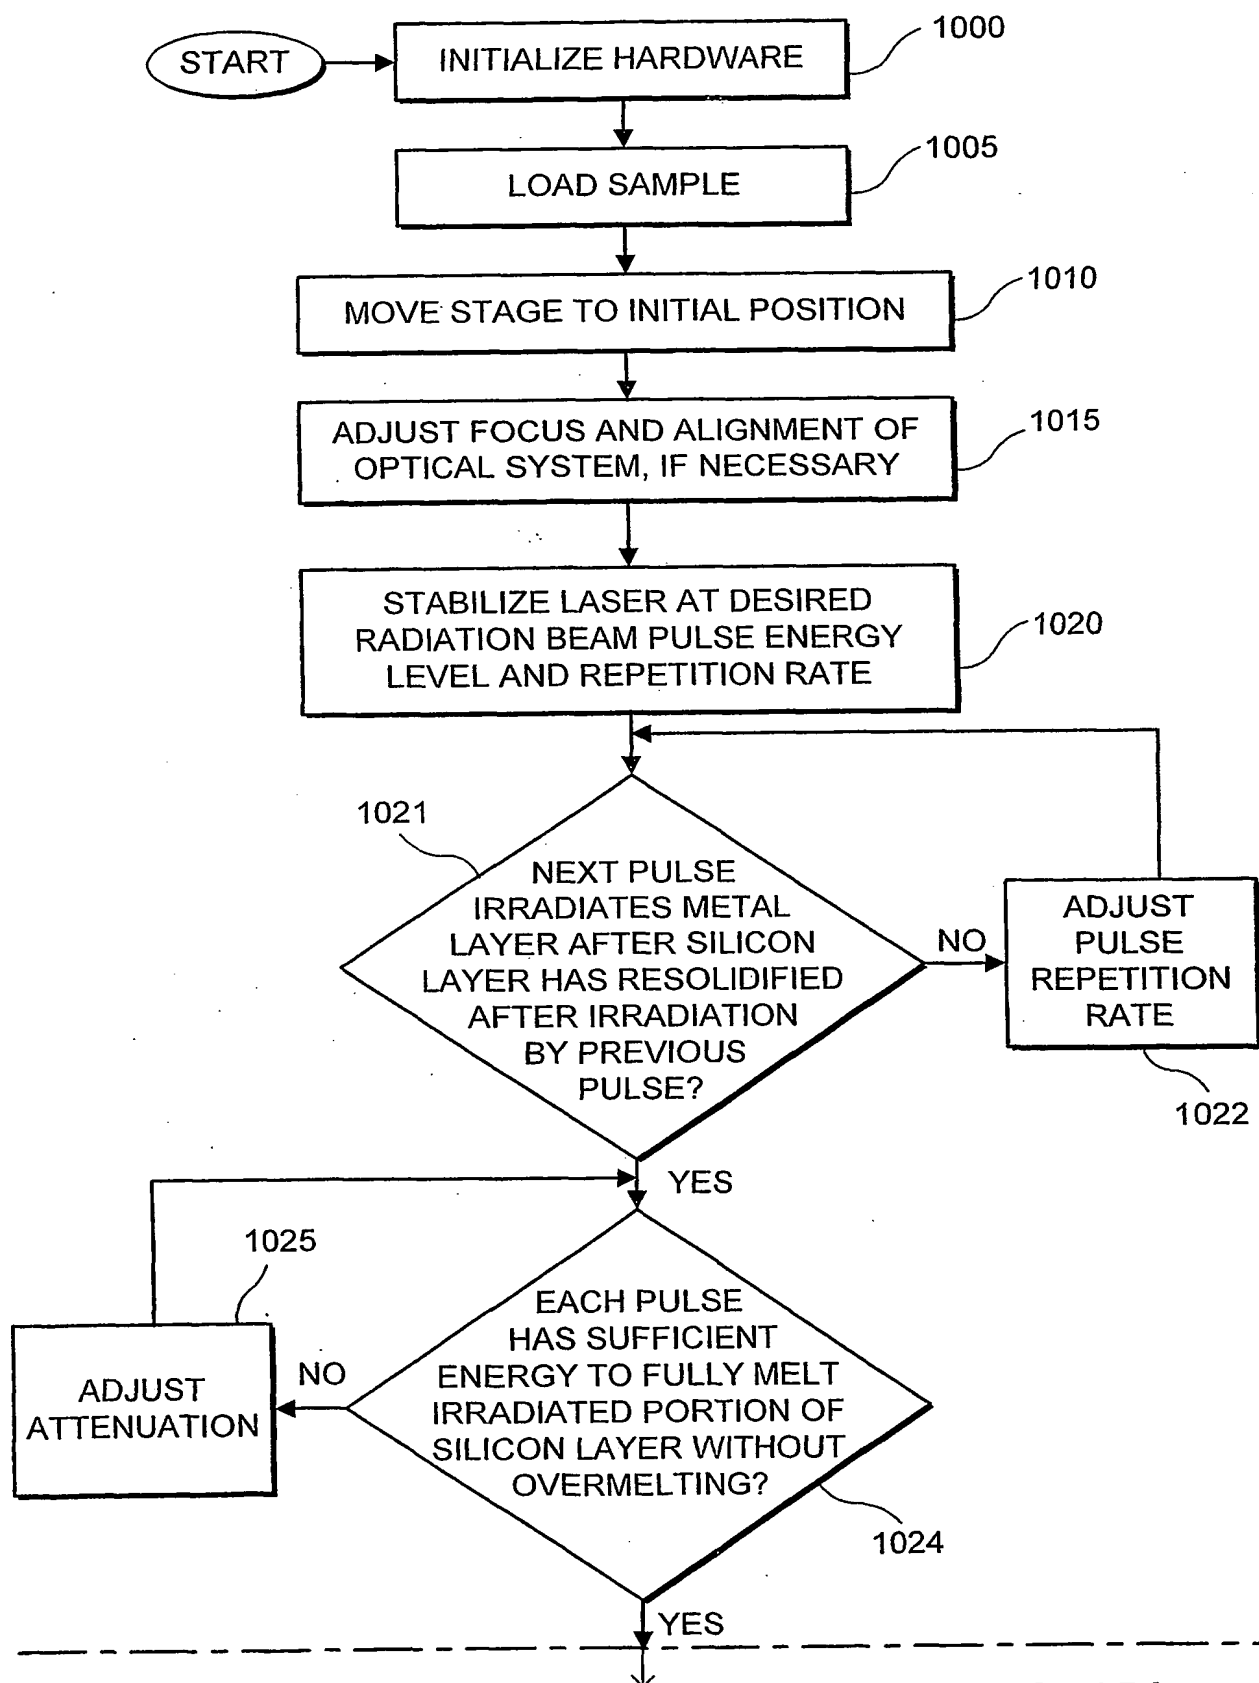 START
INITIALIZE HARDWARE
1000
LOAD SAMPLE
1005
MOVE STAGE TO INITIAL POSITION
1010
ADJUST FOCUS AND ALIGNMENT OF
OPTICAL SYSTEM, IF NECESSARY
1015
STABILIZE LASER AT DESIRED
RADIATION BEAM PULSE ENERGY
LEVEL AND REPETITION RATE
1020
1021
NEXT PULSE
IRRADIATES METAL
LAYER AFTER SILICON
LAYER HAS RESOLIDIFIED
AFTER IRRADIATION
BY PREVIOUS
PULSE?
NO
ADJUST
PULSE
REPETITION
RATE
1022
YES
1025
EACH PULSE
HAS SUFFICIENT
ENERGY TO FULLY MELT
IRRADIATED PORTION OF
SILICON LAYER WITHOUT
OVERMELTING?
NO
ADJUST
ATTENUATION
1024
YES